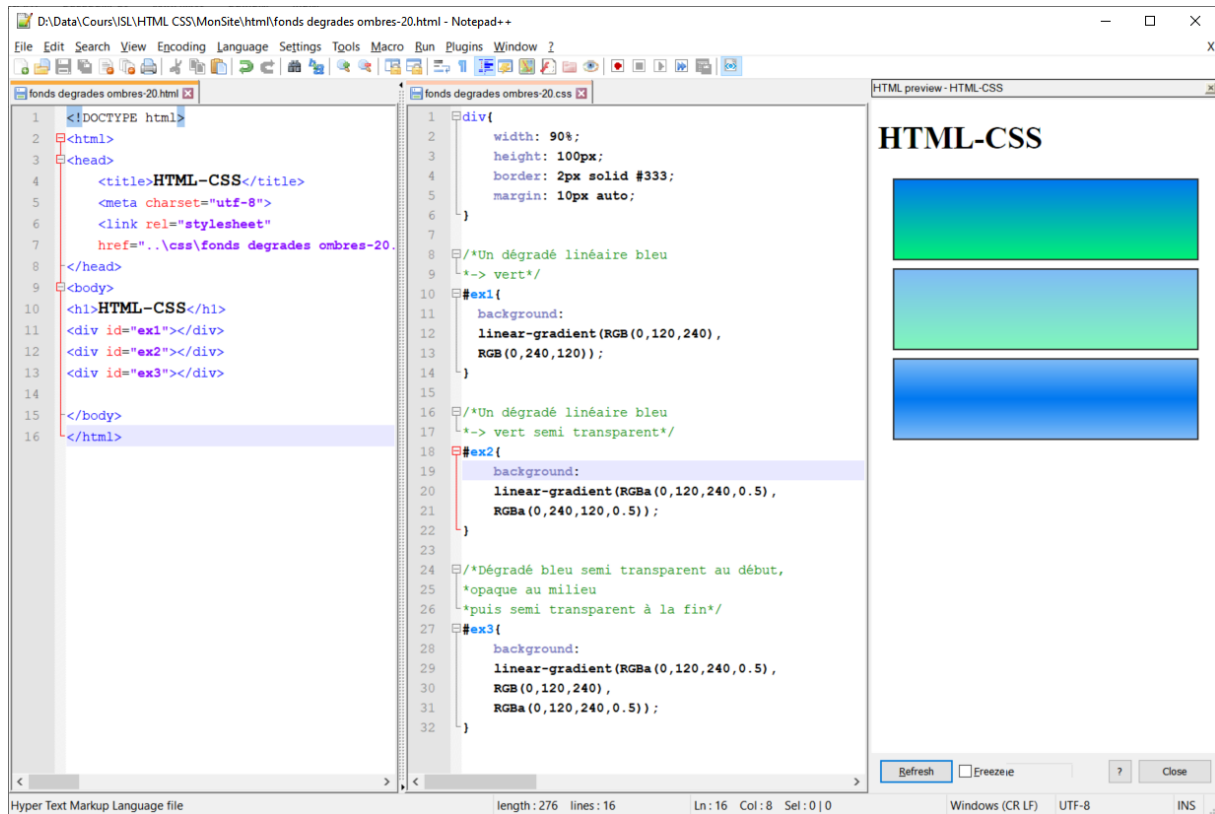 D:\Data\Cours\ISL\HTML CSS\MonSite\html\fonds degrades ombres-20.html - Notepad++
File Edit Search View Encoding Language Settings Tools Macro Run Plugins Window ?
X
fonds degrades ombres-20.html
1 <!DOCTYPE html>
2 <html>
3 <head>
4 <title>HTML-CSS</title>
5 <meta charset="utf-8">
6 <link rel="stylesheet"
7 href="..\css\fonds degrades ombres-20.
8 </head>
9 <body>
10 <h1>HTML-CSS</h1>
11 <div id="ex1"></div>
12 <div id="ex2"></div>
13 <div id="ex3"></div>
14
15 </body>
16 </html>
fonds degrades ombres-20.css
1 div{
2 width: 90%;
3 height: 100px;
4 border: 2px solid #333;
5 margin: 10px auto;
6 }
7
8 /*Un dégradé linéaire bleu
9 *-> vert*/
10 #ex1{
11 background:
12 linear-gradient(RGB(0,120,240),
13 RGB(0,240,120));
14 }
15
16 /*Un dégradé linéaire bleu
17 *-> vert semi transparent*/
18 #ex2{
19 background:
20 linear-gradient(RGBa(0,120,240,0.5),
21 RGBa(0,240,120,0.5));
22 }
23
24 /*Dégradé bleu semi transparent au début,
25 *opaque au milieu
26 *puis semi transparent à la fin*/
27 #ex3{
28 background:
29 linear-gradient(RGBa(0,120,240,0.5),
30 RGB(0,120,240),
31 RGBa(0,120,240,0.5));
32 }
HTML preview - HTML-CSS
HTML-CSS
Refresh Freeze ? Close
Hyper Text Markup Language file length : 276 lines : 16 Ln : 16 Col : 8 Sel : 0 | 0 Windows (CR LF) UTF-8 INS